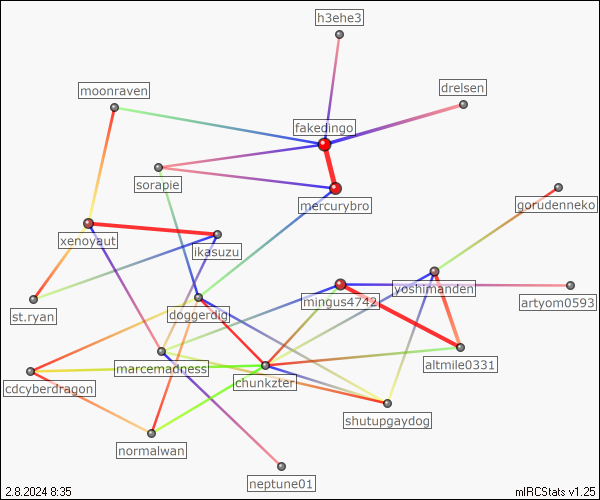 h3ehe3
moonraven
drelsen
fakedingo
sorapie
mercurybro
gorudenneko
xenoyaut
ikasuzu
yoshimanden
mingus4742
artyom0593
st.ryan
doggerdig
marcemadness
altmile0331
cdcyberdragon
chunkzter
shutupgaydog
normalwan
neptune01
2.8.2024 8:35
mIRCStats v1.25